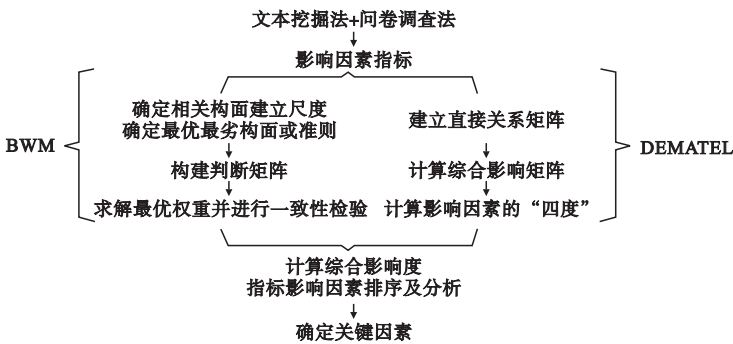 文本挖掘法+问卷调查法
影响因素指标
BWM
确定相关构面建立尺度
确定最优最劣构面或准则
构建判断矩阵
求解最优权重并进行一致性检验
建立直接关系矩阵
计算综合影响矩阵
计算影响因素的“四度”
DEMATEL
计算综合影响度
指标影响因素排序及分析
确定关键因素